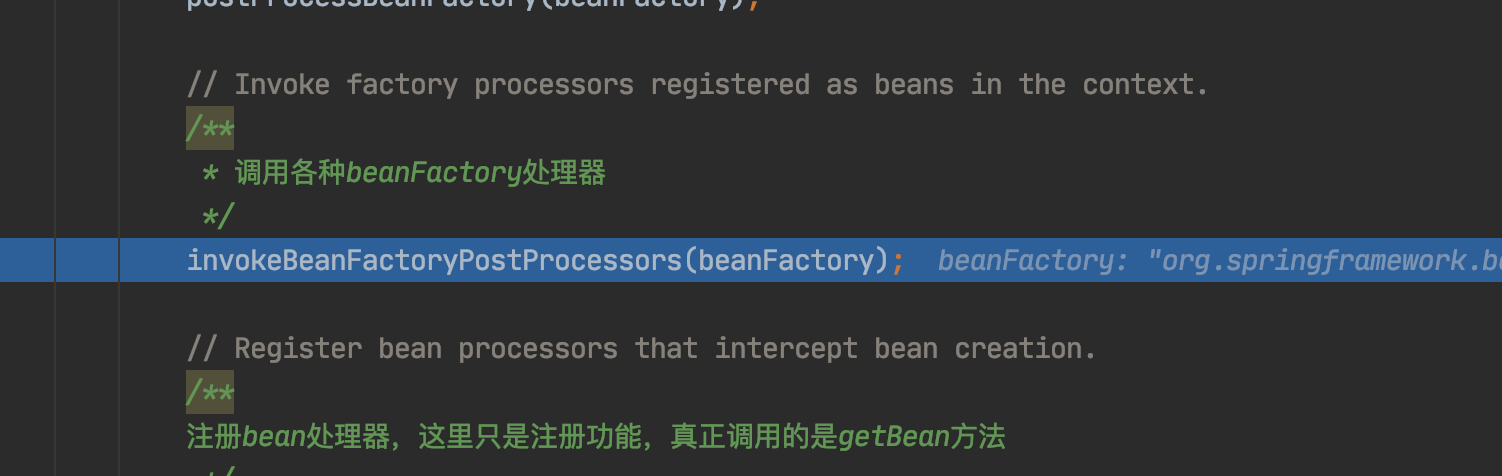 postProcessBeanFactory(beanFactory);
// Invoke factory processors registered as beans in the context.
/**
* 调用各种beanFactory处理器
*/
invokeBeanFactoryPostProcessors(beanFactory); beanFactory: "org.springframework.be
// Register bean processors that intercept bean creation.
/**
注册bean处理器，这里只是注册功能，真正调用的是getBean方法
*/